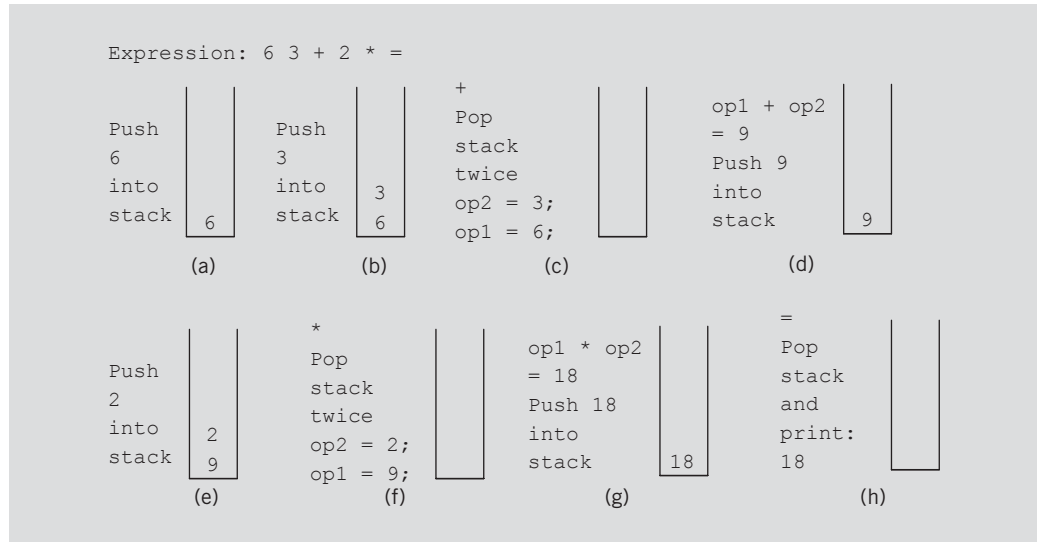 Expression: 6 3 + 2 * =
Push
6
into
stack
6
(a)
Push
3
into
stack
3
6
(b)
+
Pop
stack
twice
op2 = 3;
op1 = 6;
(c)
op1 + op2
= 9
Push 9
into
stack
9
(d)
Push
2
into
stack
2
9
(e)
*
Pop
stack
twice
op2 = 2;
op1 = 9;
(f)
op1 * op2
= 18
Push 18
into
stack
18
(g)
=
Pop
stack
and
print:
18
(h)